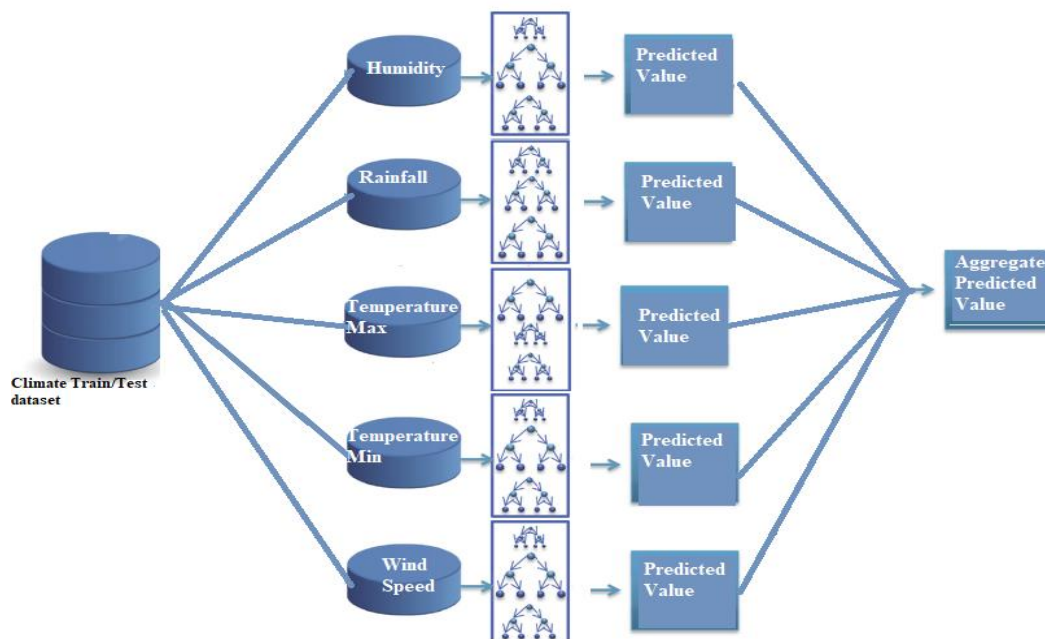 Humidity
Predicted
Value
Rainfall
Predicted
Value
Climate Train/Test
dataset
Temperature
Max
Predicted
Value
Aggregate
Predicted
Value
Temperature
Min
Predicted
Value
Wind
Speed
Predicted
Value